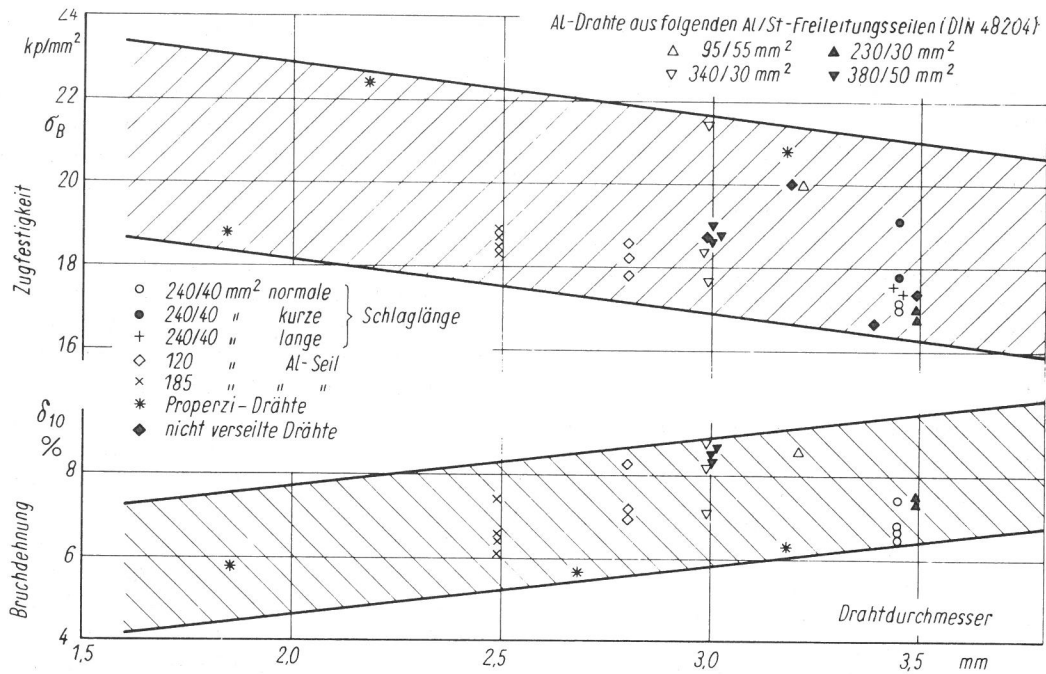 Al-Drahte aus folgenden Al/St-Freileitungsseilen (DIN 48204)
△ 95/55 mm² ▲ 230/30 mm²
▽ 340/30 mm² ▼ 380/50 mm²
24
kp/mm²
22
σB
20
Zugfestigkeit
18
16
○ 240/40 mm² normale
● 240/40 " kurze } Schlaglänge
+ 240/40 " lange
◇ 120 " Al-Seil
× 185 " " "
* Properzi-Drähte
◆ nicht verseilte Drähte
δ10
%
8
Bruchdehnung
6
4
Drahtdurchmesser
1,5 2,0 2,5 3,0 3,5 mm